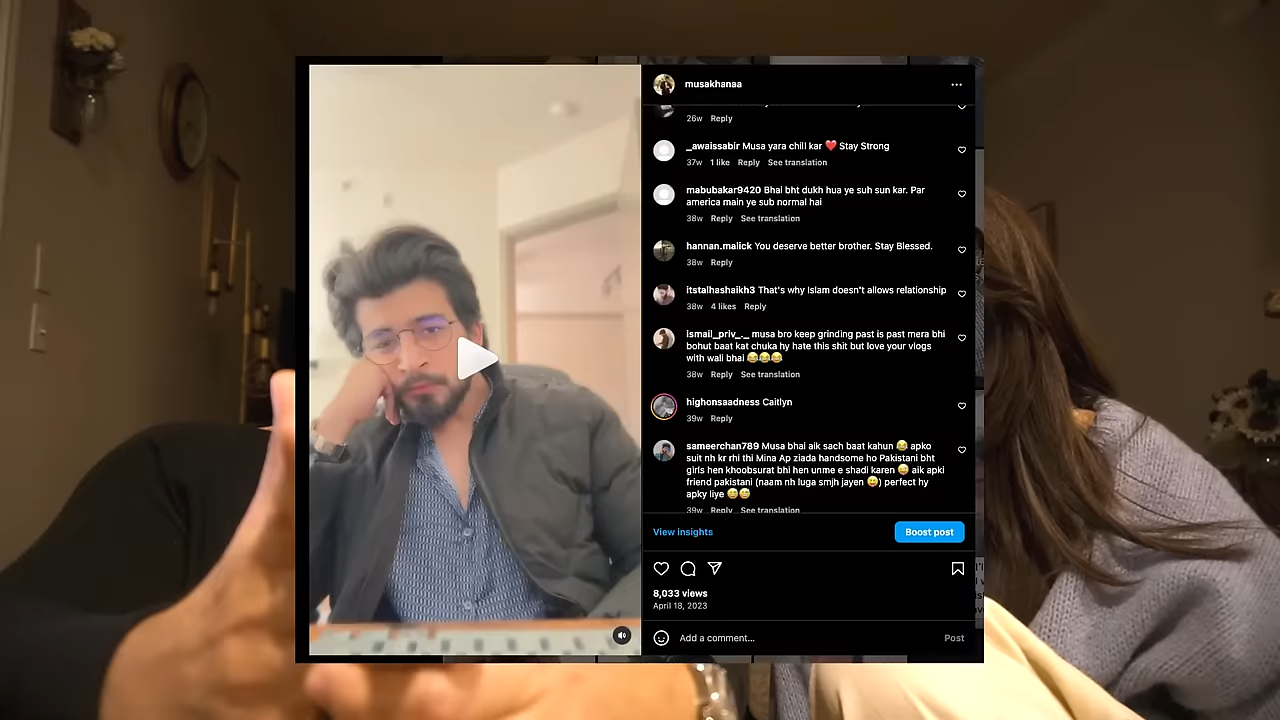 musakhanaa
26w Reply
_awaissabir Musa yara chill kar ❤️ Stay Strong
37w 1 like Reply See translation
mabubakar9420 Bhai bht dukh hua ye suh sun kar. Par
america main ye sub normal hai
38w Reply See translation
hannan.malick You deserve better brother. Stay Blessed.
38w Reply
itstalhashaikh3 That's why Islam doesn't allows relationship
38w 4 likes Reply
Ismail_priv_._ musa bro keep grinding past is past mera bhi
bohut baat kat chuka hy hate this shit but love your vlogs
with wali bhai 😂😂😂
38w Reply See translation
highonsaadness Caitlyn
39w Reply
sameerchan789 Musa bhai aik sach baat kahun 😂 apko
suit nh kr rhi thi Mina Ap ziada handsome ho Pakistani bht
girls hen khoobsurat bhi hen unme e shadi karen 😄 aik apki
friend pakistani (naam nh luga smjh jayen 😀) perfect hy
apky liye 😅😅
39w Reply See translation
View insights
Boost post
8,033 views
April 18, 2023
Add a comment...
Post